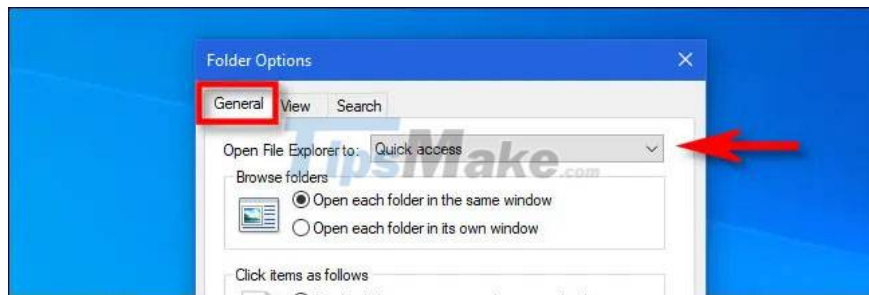 Folder Options
General View Search
Open File Explorer to: Quick access
TipsMake.com
Browse folders
Open each folder in the same window
Open each folder in its own window
Click items as follows